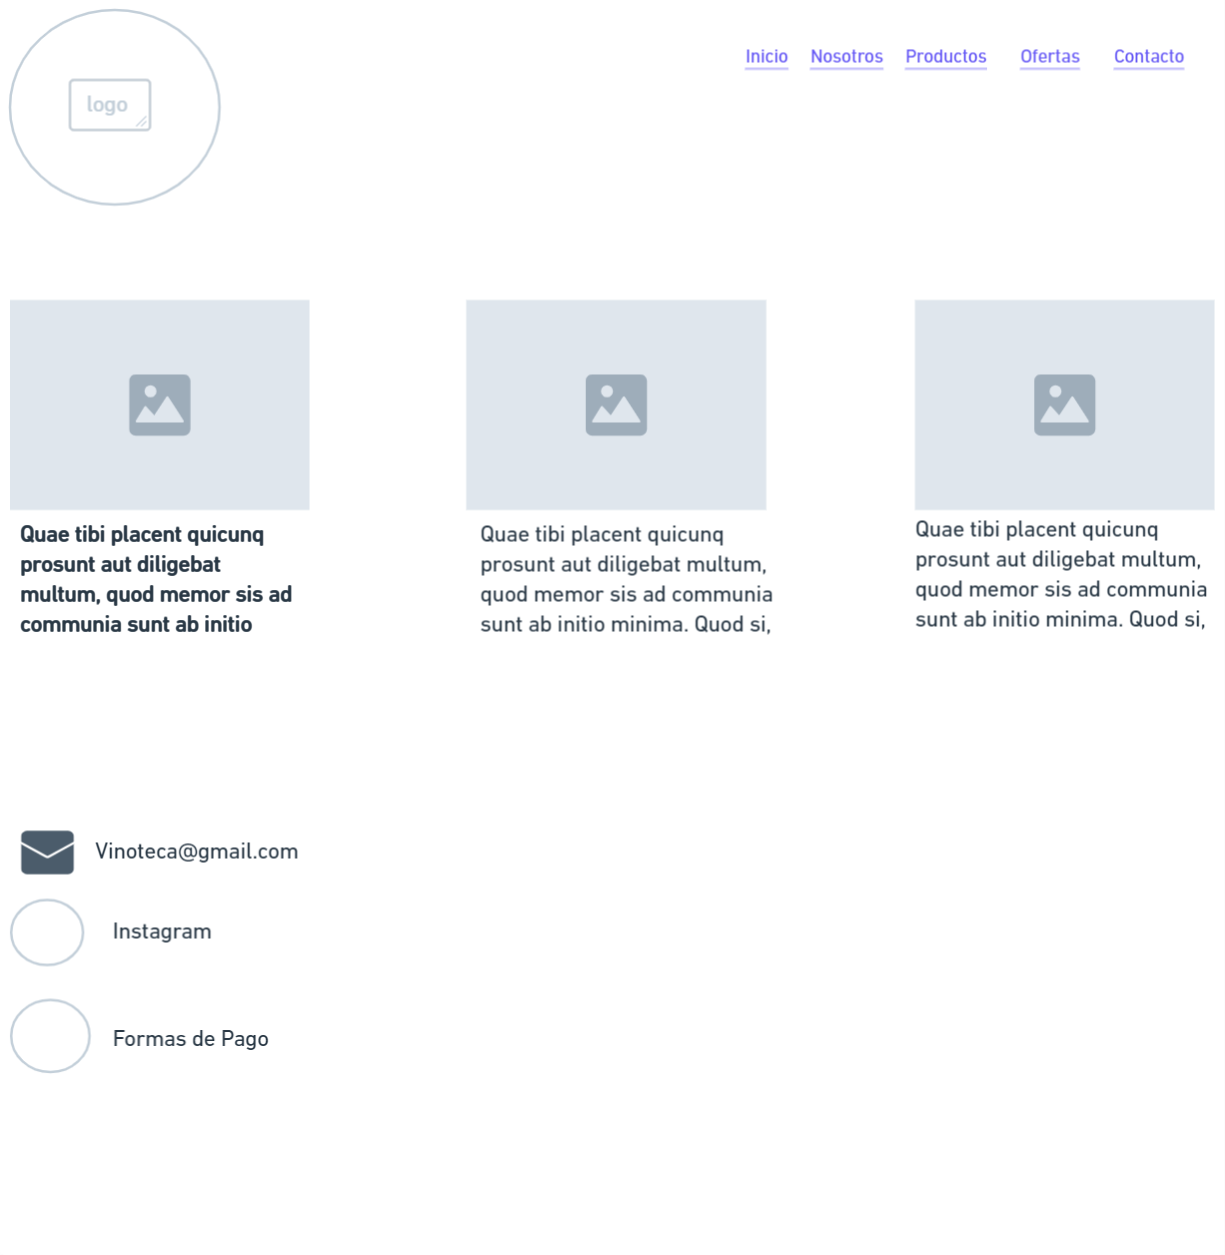 logo
Inicio Nosotros Productos Ofertas Contacto
Quae tibi placent quicunq
prosunt aut diligebat
multum, quod memor sis ad
communia sunt ab initio
Quae tibi placent quicunq
prosunt aut diligebat multum,
quod memor sis ad communia
sunt ab initio minima. Quod si,
Quae tibi placent quicunq
prosunt aut diligebat multum,
quod memor sis ad communia
sunt ab initio minima. Quod si,
Vinoteca@gmail.com
Instagram
Formas de Pago